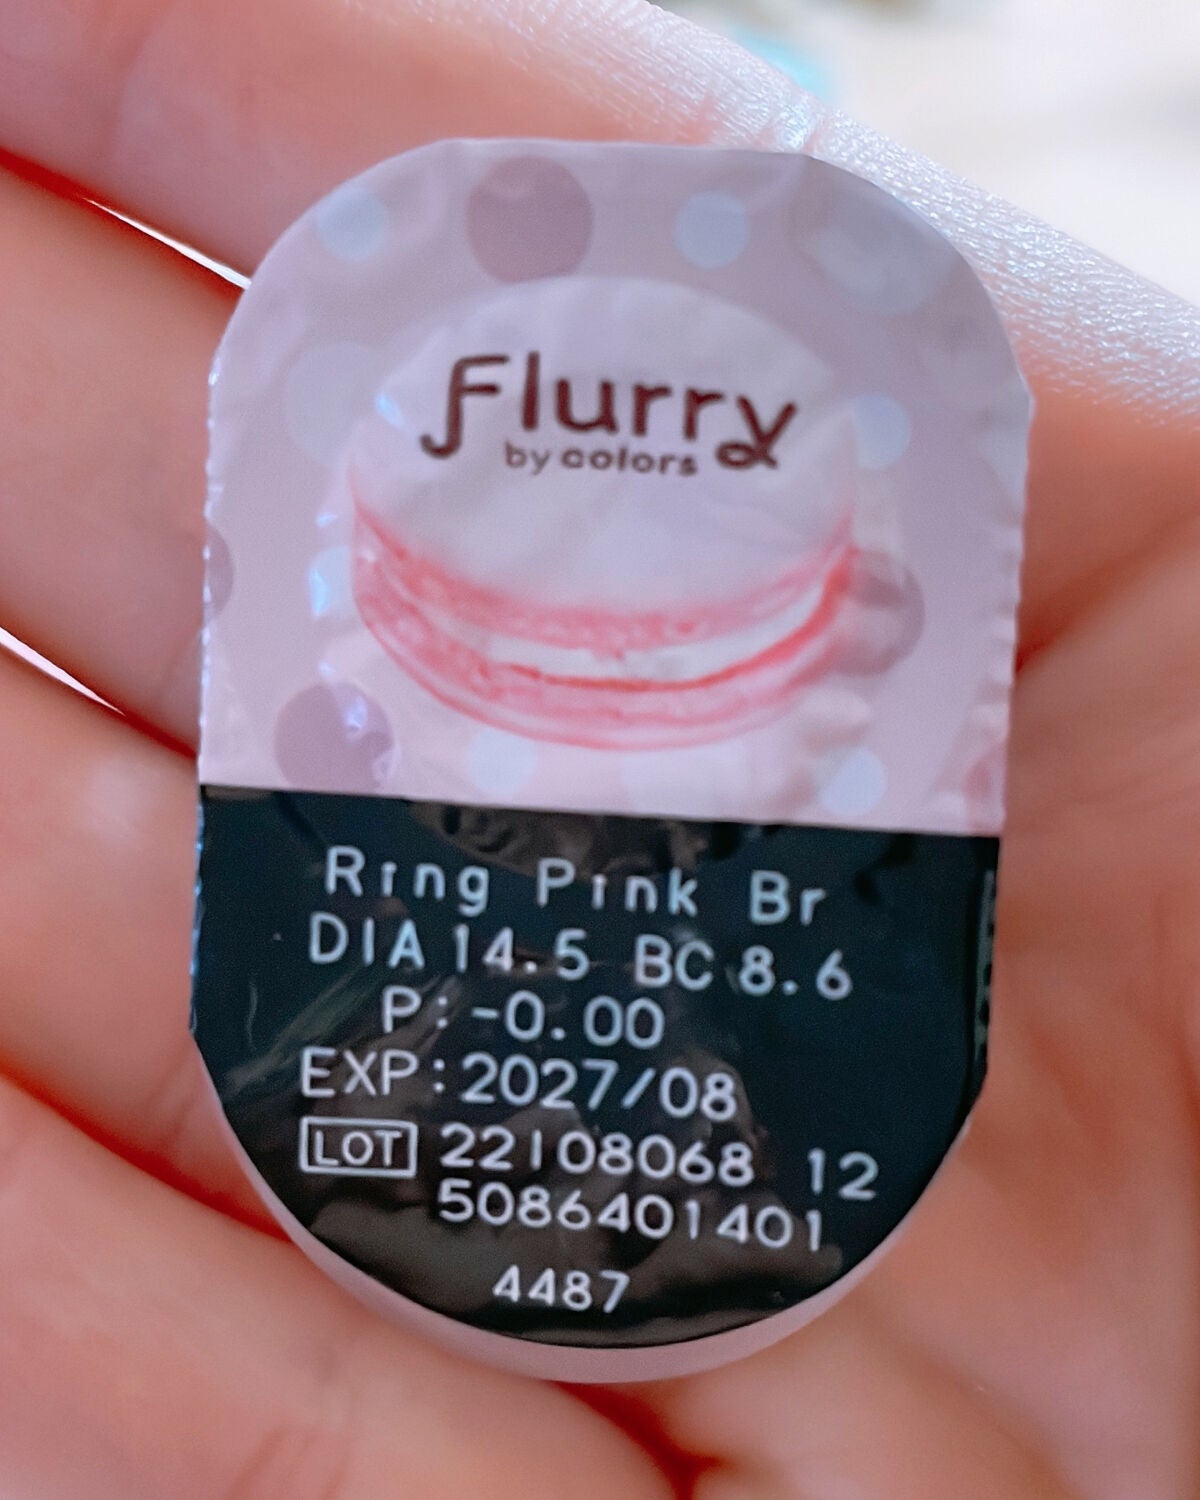 Flurry
by colors
Ring Pink Br
DIA 14.5 BC 8.6
P: -0.00
EXP: 2027/08
LOT 22108068 12
5086401401
4487